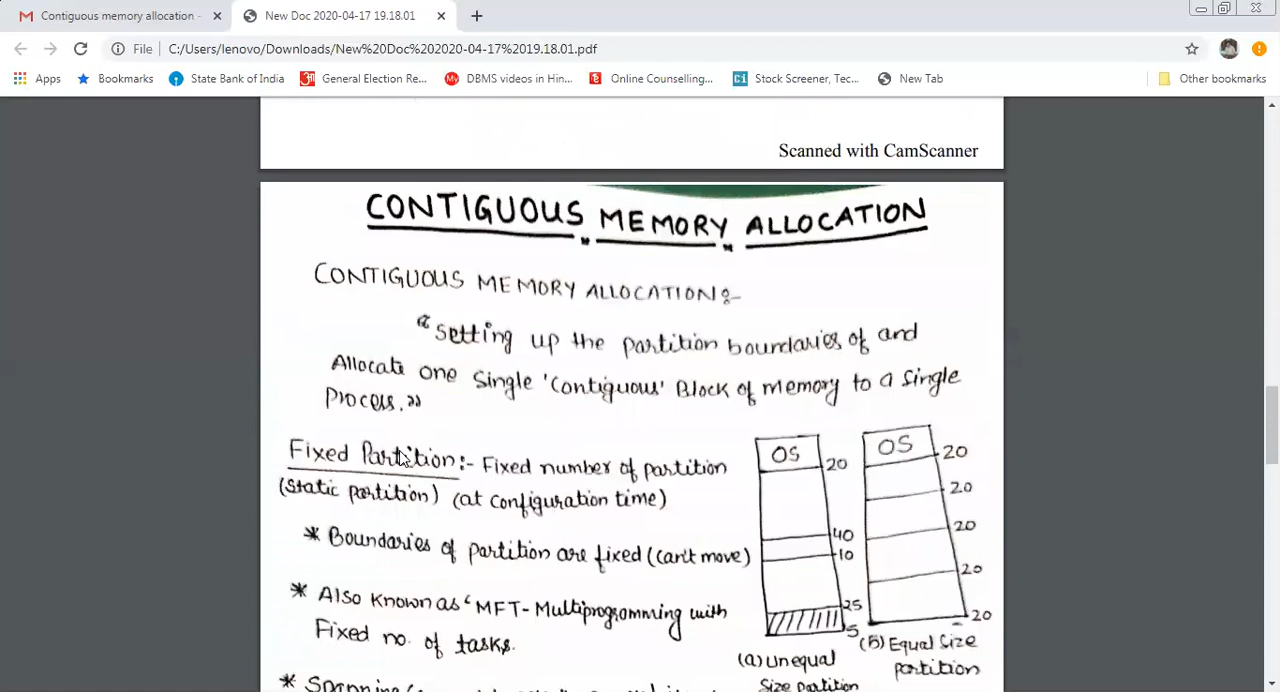 Contiguous memory allocation -
New Doc 2020-04-17 19.18.01
File C:/Users/lenovo/Downloads/New%20Doc%202020-04-17%2019.18.01.pdf
Apps Bookmarks State Bank of India General Election Re... DBMS videos in Hin... Online Counselling... Stock Screener, Tec... New Tab Other bookmarks
Scanned with CamScanner
CONTIGUOUS MEMORY ALLOCATION
CONTIGUOUS MEMORY ALLOCATION:-
"Setting up the partition boundaries of and
Allocate one Single 'Contiguous' Block of memory to a Single
Process."
Fixed Partition:- Fixed number of partition
(Static partition) (at configuration time)
* Boundaries of partition are fixed (can't move)
* Also Known as 'MFT- Multiprogramming with
Fixed no. of tasks.
OS
20
40
10
25
5
(a) unequal
Size Partition
OS
20
20
20
20
20
(b) Equal Size
partition